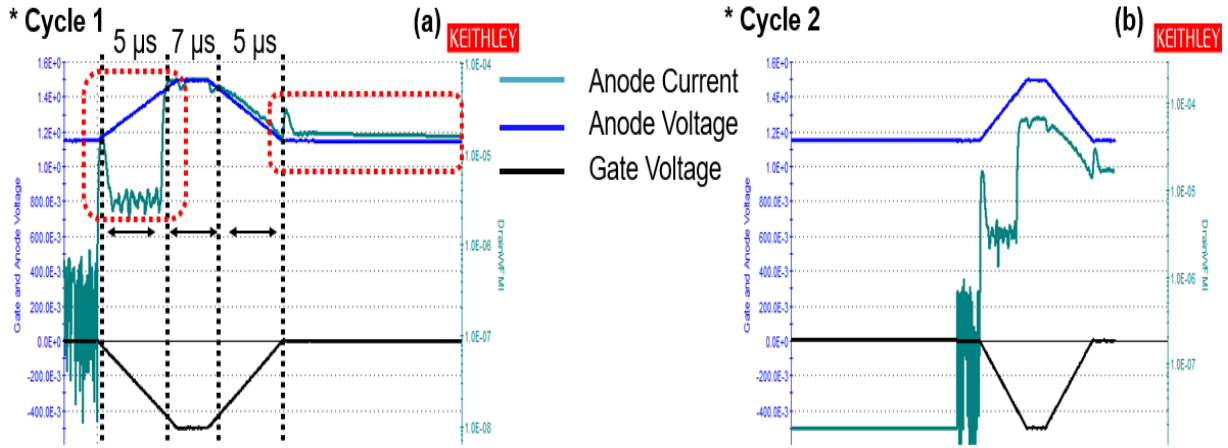 * Cycle 1
(a)
KEITHLEY
5 µs 7 µs 5 µs
1.6E+0
1.4E+0
1.2E+0
1.0E+0
800.0E-3
600.0E-3
400.0E-3
200.0E-3
0.0E+0
-200.0E-3
-400.0E-3
Gate and Anode Voltage
1.0E-04
1.0E-05
1.0E-06
1.0E-07
1.0E-08
DrainWFMI
Anode Current
Anode Voltage
Gate Voltage
* Cycle 2
(b)
KEITHLEY
1.6E+0
1.4E+0
1.2E+0
1.0E+0
800.0E-3
600.0E-3
400.0E-3
200.0E-3
0.0E+0
-200.0E-3
-400.0E-3
Gate and Anode Voltage
1.0E-04
1.0E-05
1.0E-06
1.0E-07
DrainWFMI